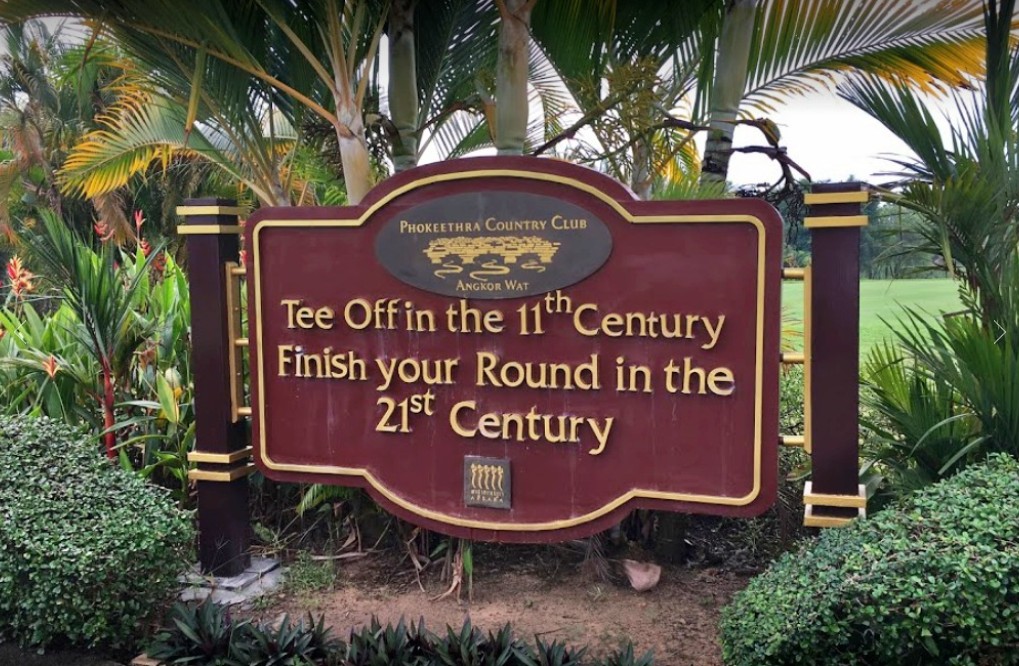 PHOKEETHRA COUNTRY CLUB
ANGKOR WAT
Tee Off in the 11th Century
Finish your Round in the
21st Century